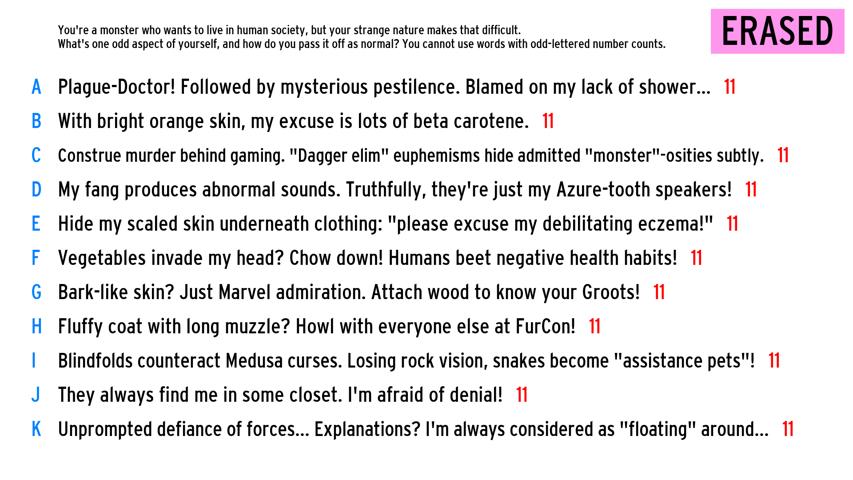 You're a monster who wants to live in human society, but your strange nature makes that difficult.
What's one odd aspect of yourself, and how do you pass it off as normal? You cannot use words with odd-lettered number counts.
ERASED
A Plague-Doctor! Followed by mysterious pestilence. Blamed on my lack of shower... 11
B With bright orange skin, my excuse is lots of beta carotene. 11
C Construe murder behind gaming. "Dagger elim" euphemisms hide admitted "monster"-osities subtly. 11
D My fang produces abnormal sounds. Truthfully, they're just my Azure-tooth speakers! 11
E Hide my scaled skin underneath clothing: "please excuse my debilitating eczema!" 11
F Vegetables invade my head? Chow down! Humans beet negative health habits! 11
G Bark-like skin? Just Marvel admiration. Attach wood to know your Groots! 11
H Fluffy coat with long muzzle? Howl with everyone else at FurCon! 11
I Blindfolds counteract Medusa curses. Losing rock vision, snakes become "assistance pets"! 11
J They always find me in some closet. I'm afraid of denial! 11
K Unprompted defiance of forces... Explanations? I'm always considered as "floating" around... 11